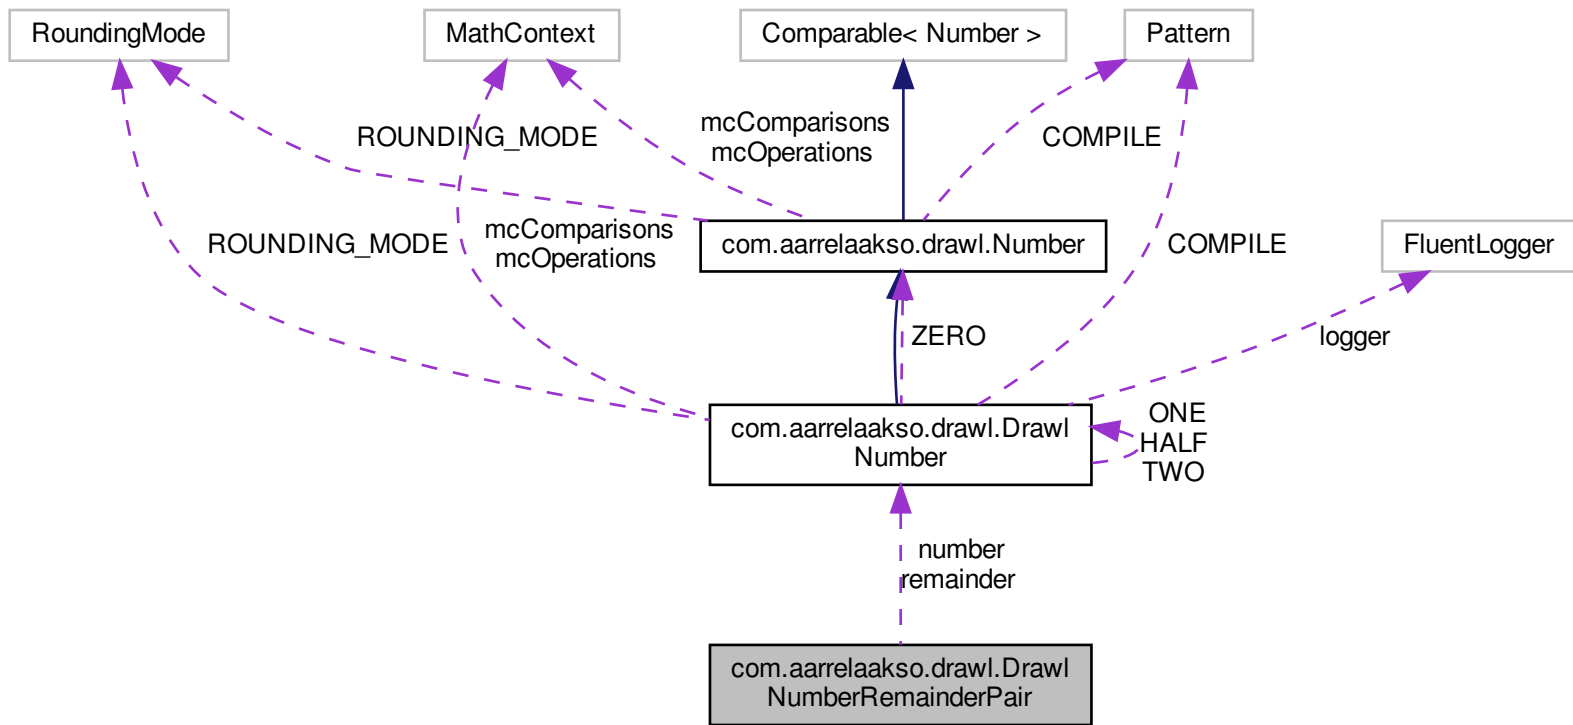 RoundingMode
MathContext
Comparable< Number >
Pattern
ROUNDING_MODE
mcComparisons
mcOperations
COMPILE
ROUNDING_MODE
mcComparisons
mcOperations
com.aarrelaakso.drawl.Number
COMPILE
FluentLogger
ZERO
logger
com.aarrelaakso.drawl.Drawl
Number
ONE
HALF
TWO
number
remainder
com.aarrelaakso.drawl.Drawl
NumberRemainderPair